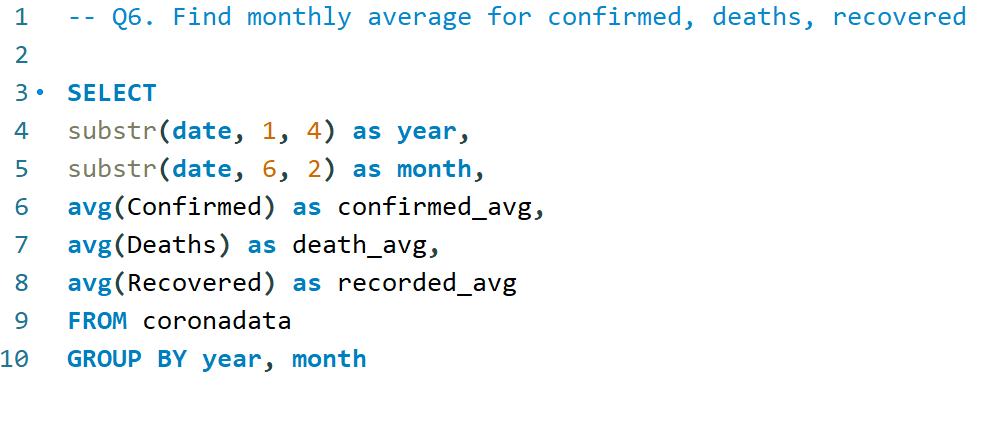 1 -- Q6. Find monthly average for confirmed, deaths, recovered
2
3 SELECT
4 substr(date, 1, 4) as year,
5 substr(date, 6, 2) as month,
6 avg(Confirmed) as confirmed_avg,
7 avg(Deaths) as death_avg,
8 avg(Recovered) as recorded_avg
9 FROM coronadata
10 GROUP BY year, month